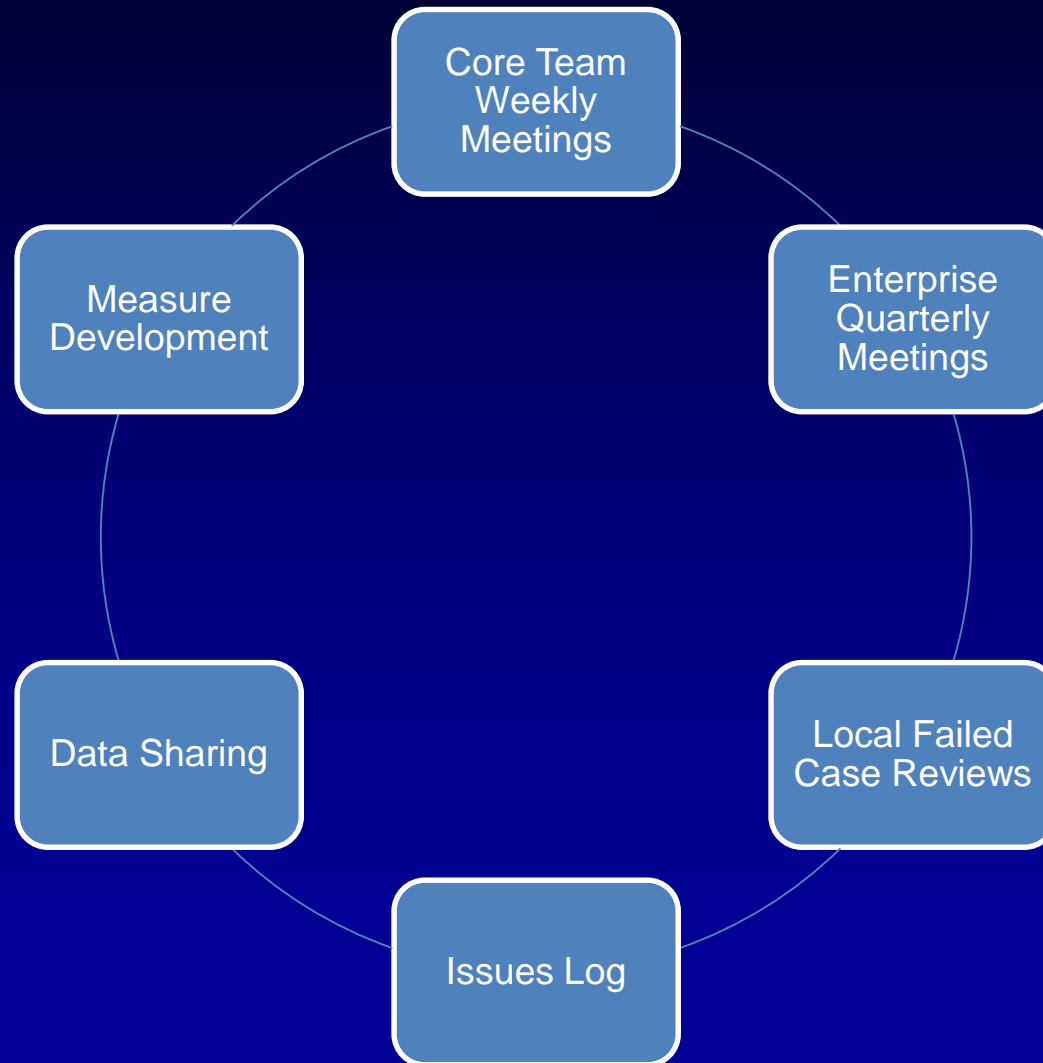 Core Team
Weekly
Meetings
Enterprise
Quarterly
Meetings
Local Failed
Case Reviews
Issues Log
Data Sharing
Measure
Development